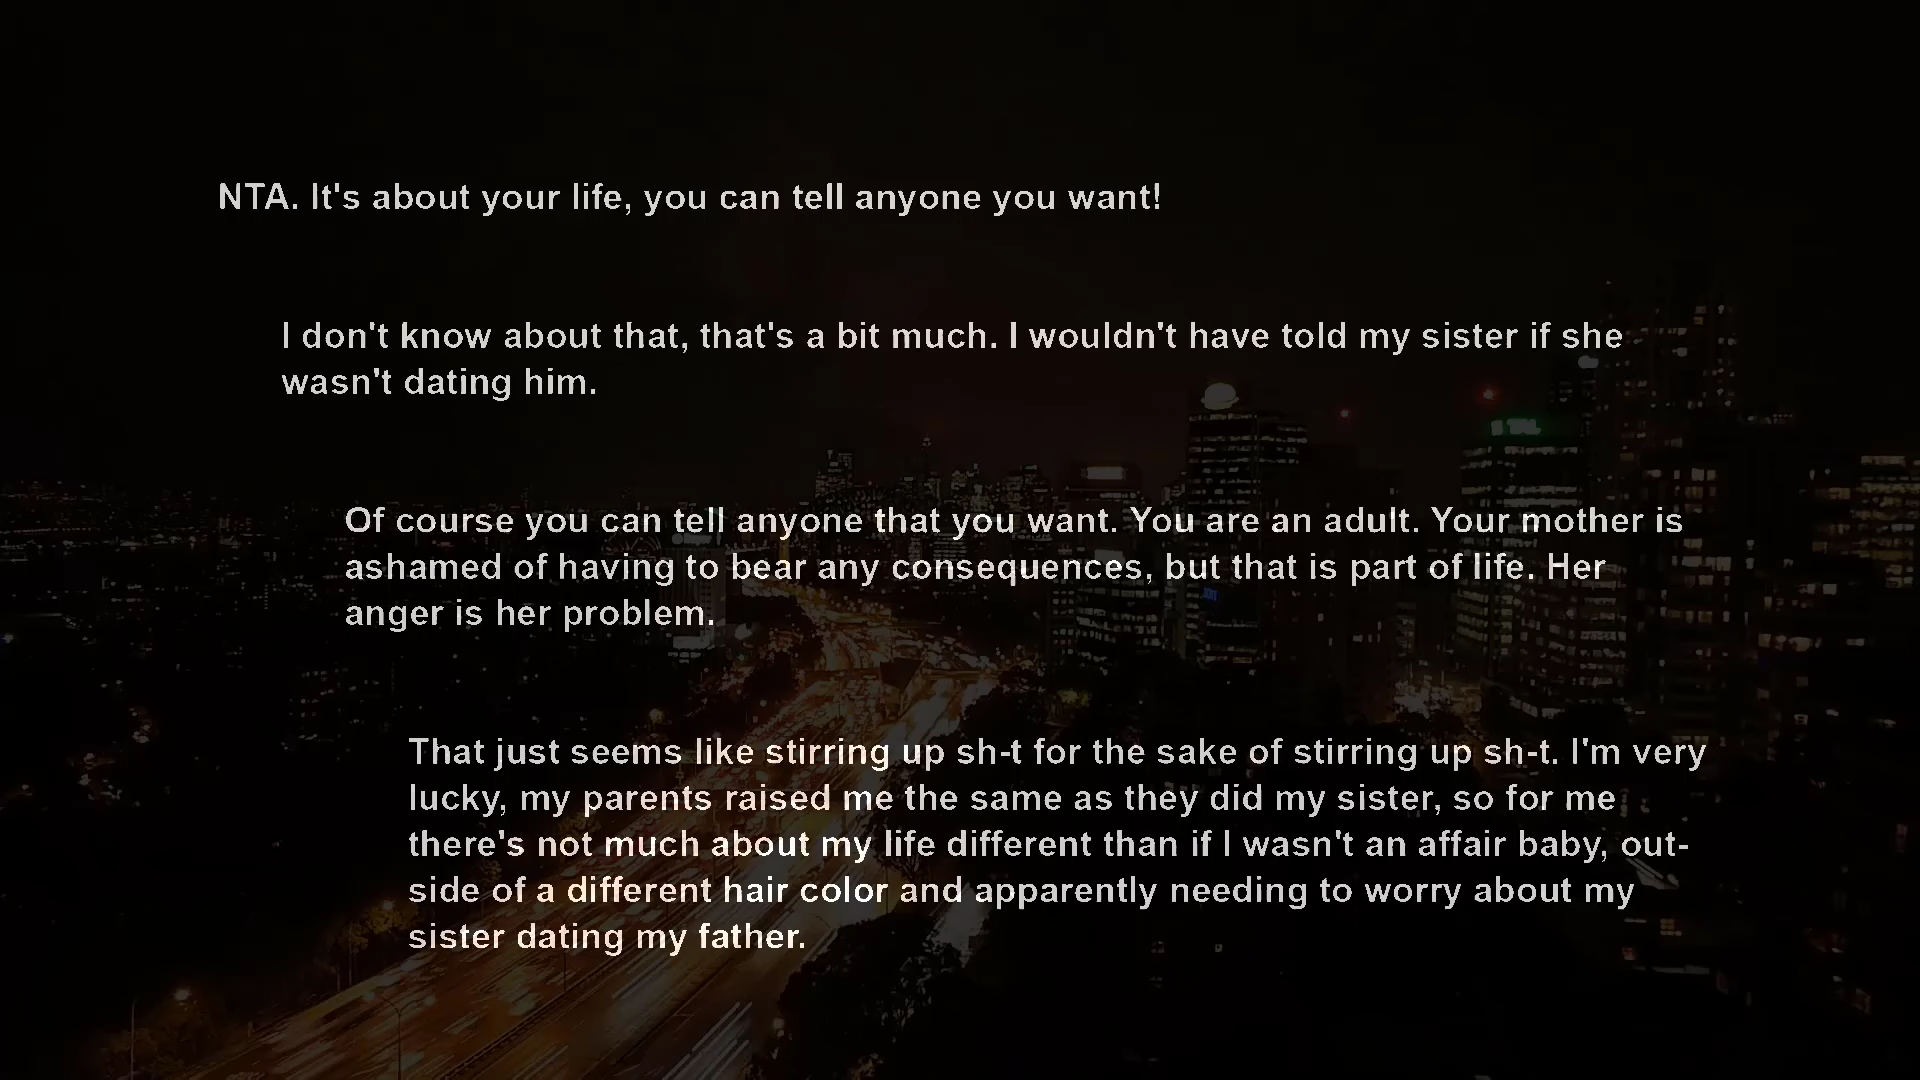 NTA. It's about your life, you can tell anyone you want!
I don't know about that, that's a bit much. I wouldn't have told my sister if she
wasn't dating him.
Of course you can tell anyone that you want. You are an adult. Your mother is
ashamed of having to bear any consequences, but that is part of life. Her
anger is her problem.
That just seems like stirring up sh-t for the sake of stirring up sh-t. I'm very
lucky, my parents raised me the same as they did my sister, so for me
there's not much about my life different than if I wasn't an affair baby, out-
side of a different hair color and apparently needing to worry about my
sister dating my father.